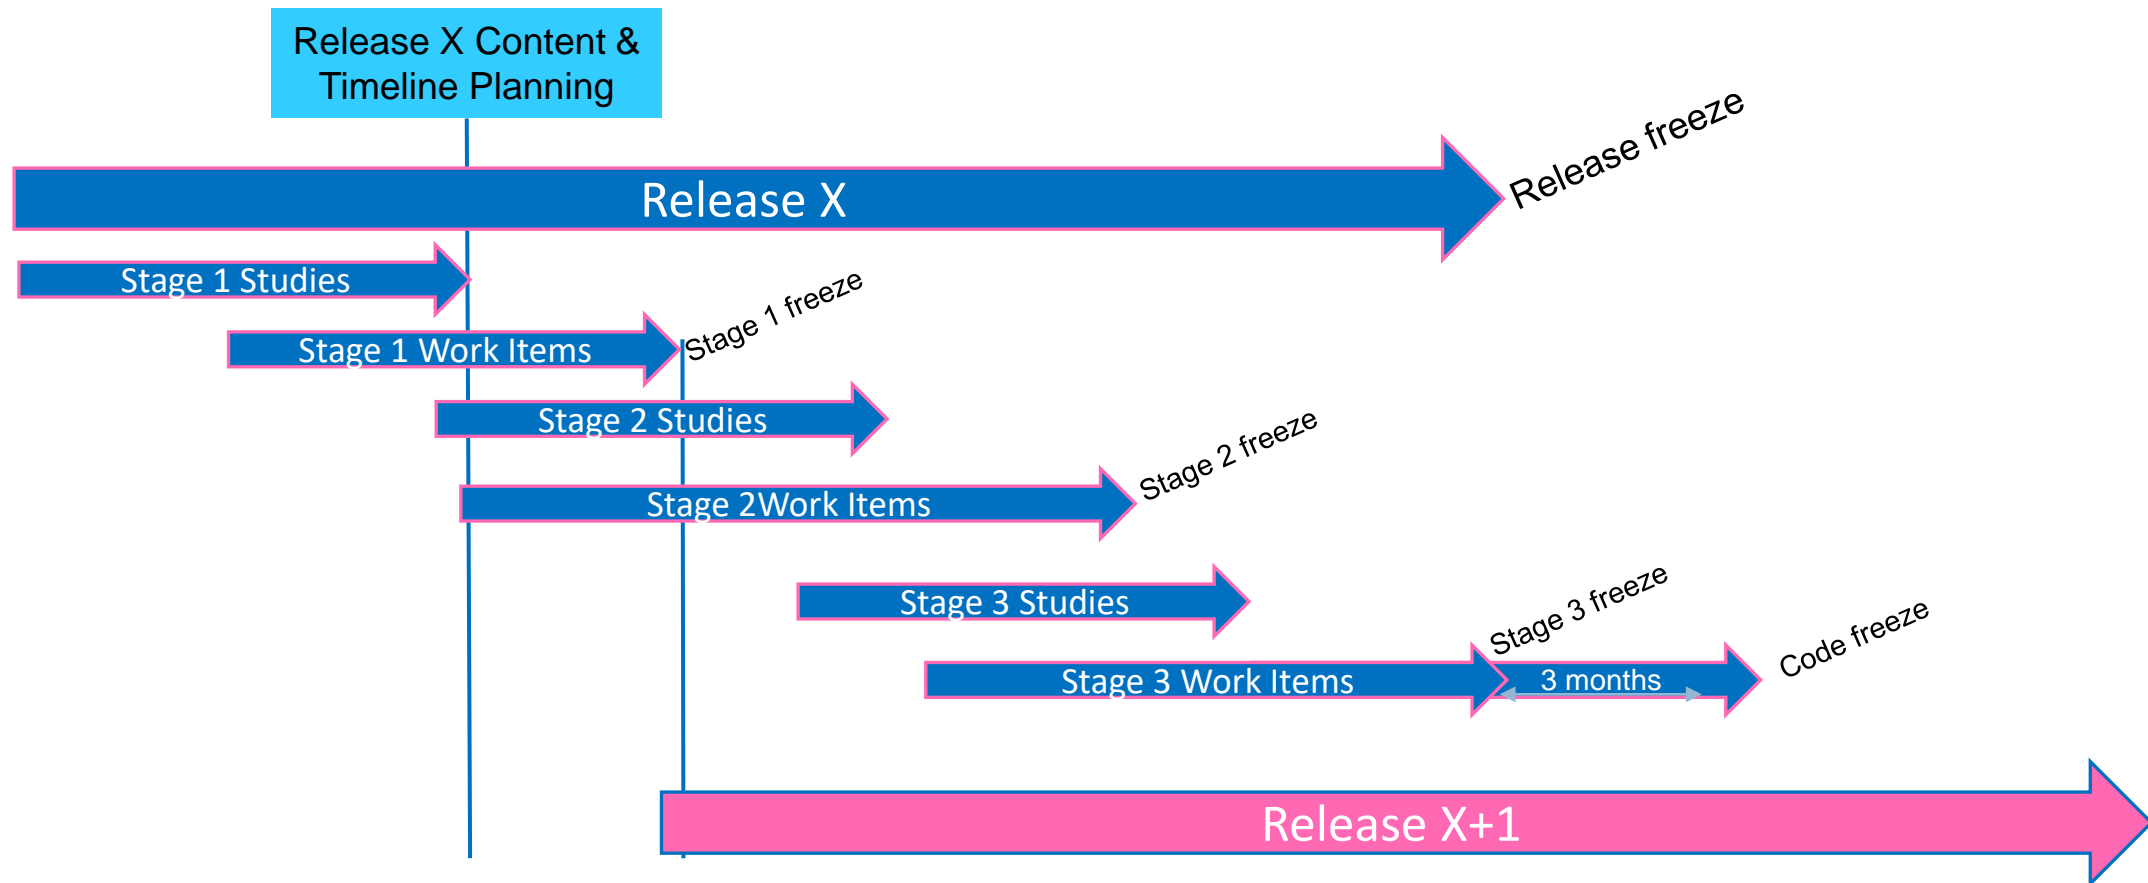 Release X Content &
Timeline Planning
Release freeze
Release X
Stage 1 Studies
Stage 1 freeze
Stage 1 Work Items
Stage 2 Studies
Stage 2 freeze
Stage 2Work Items
Stage 3 Studies
Stage 3 freeze
Code freeze
Stage 3 Work Items
3 months
Release X+1